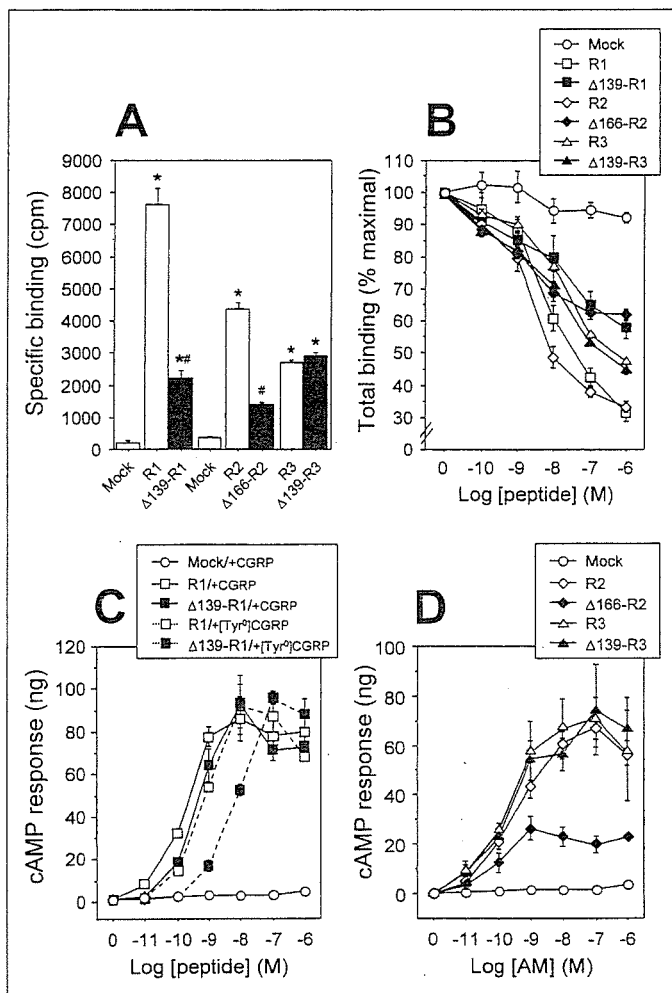 A
Specific binding (cpm)
9000
8000
7000
6000
5000
4000
3000
2000
1000
0
*
*#
*
#
*
*
Mock
R1
Δ139-R1
Mock
R2
Δ166-R2
R3
Δ139-R3
B
Mock
R1
Δ139-R1
R2
Δ166-R2
R3
Δ139-R3
Total binding (% maximal)
110
100
90
80
70
60
50
40
30
0
0 -10 -9 -8 -7 -6
Log [peptide] (M)
C
Mock/+CGRP
R1/+CGRP
Δ139-R1/+CGRP
R1/+[Tyr⁰]CGRP
Δ139-R1/+[Tyr⁰]CGRP
cAMP response (ng)
120
100
80
60
40
20
0
0 -11 -10 -9 -8 -7 -6
Log [peptide] (M)
D
Mock
R2
Δ166-R2
R3
Δ139-R3
cAMP response (ng)
100
80
60
40
20
0
0 -11 -10 -9 -8 -7 -6
Log [AM] (M)